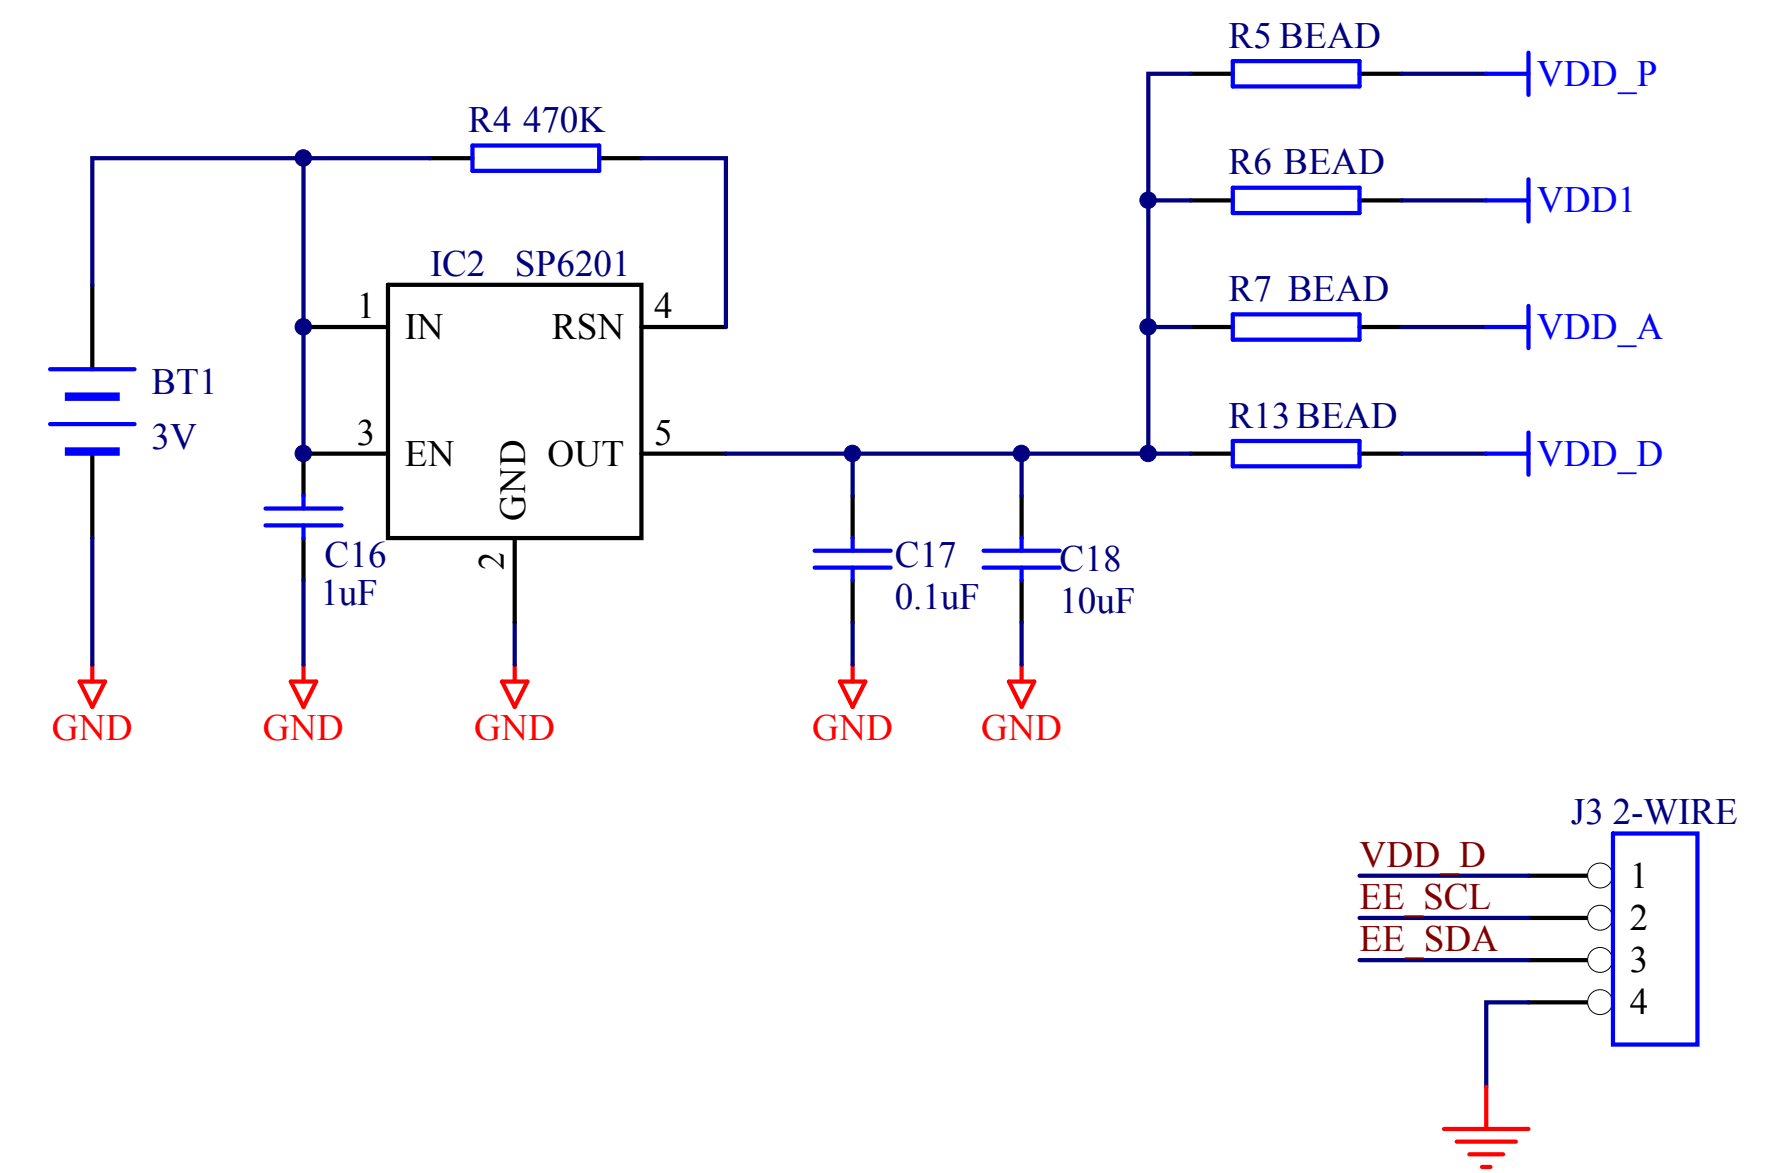 R5 BEAD
VDD_P
R4 470K
R6 BEAD
VDD1
IC2 SP6201
R7 BEAD
VDD_A
1
IN
RSN
4
BT1
3V
R13 BEAD
VDD_D
3
EN
GND
OUT
5
2
C16
1uF
C17
0.1uF
C18
10uF
GND
GND
GND
GND
GND
J3 2-WIRE
VDD_D
1
EE_SCL
2
EE_SDA
3
4